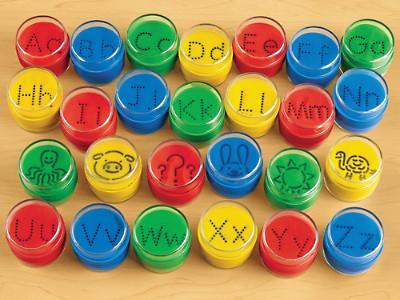 Aa Bb Cc Dd Ee Ff Gg
Hh Ii Jj Kk Ll Mm Nn
???
Uu Vv Ww Xx Yy Zz